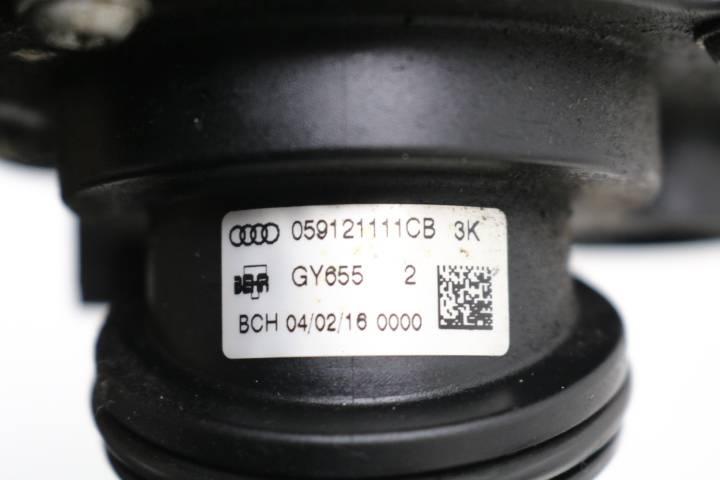 059121111CB 3K
BEHR GY655 2
BCH 04/02/16 0000